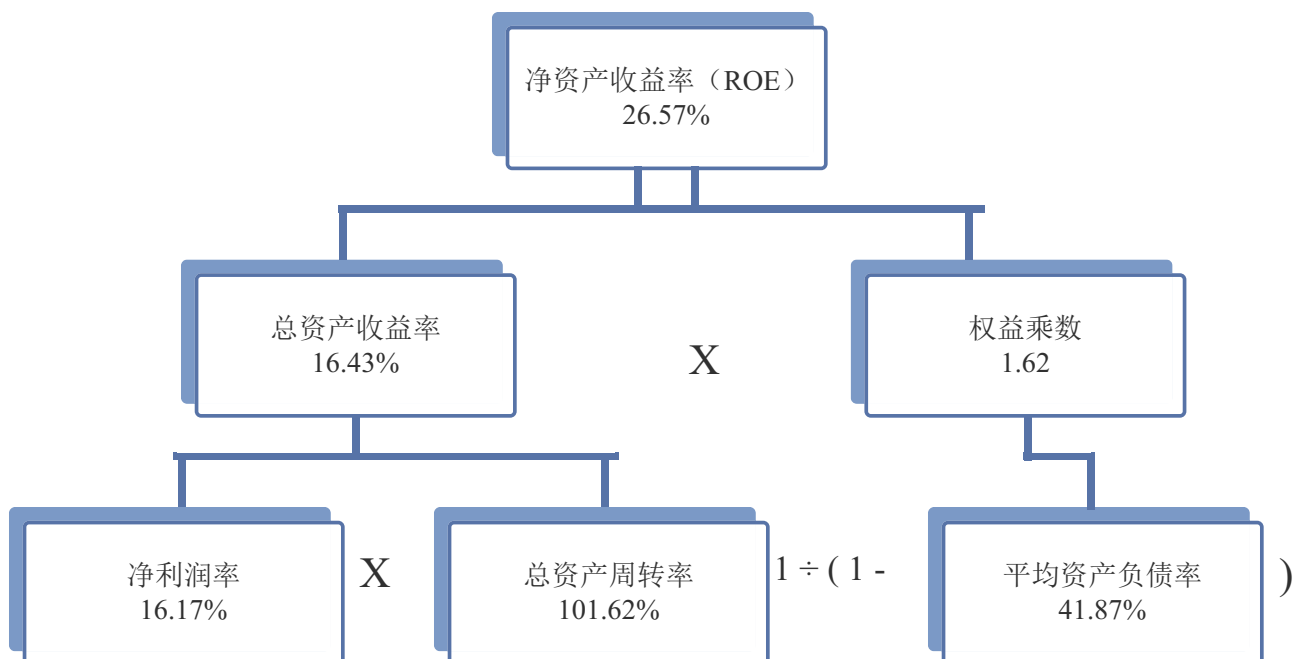 净资产收益率（ROE）
26.57%
总资产收益率
16.43%
X
权益乘数
1.62
净利润率
16.17%
X
总资产周转率
101.62%
1 ÷ ( 1 -
平均资产负债率
41.87%
)